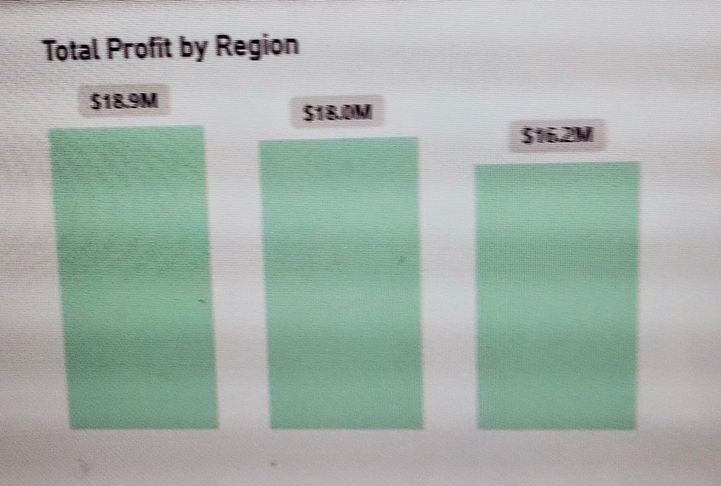 Total Profit by Region
$18.9M
$18.0M
$16.2M